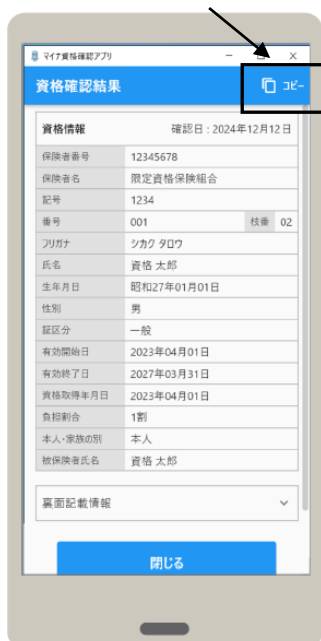 マイナ資格確認アプリ
資格確認結果 コピー
資格情報 確認日：2024年12月12日
保険者番号 12345678
保険者名 限定資格保険組合
記号 1234
番号 001 枝番 02
フリガナ シカク タロウ
氏名 資格 太郎
生年月日 昭和27年01月01日
性別 男
証区分 一般
有効開始日 2023年04月01日
有効終了日 2027年03月31日
資格取得年月日 2023年04月01日
負担割合 1割
本人・家族の別 本人
被保険者氏名 資格 太郎
裏面記載情報
閉じる